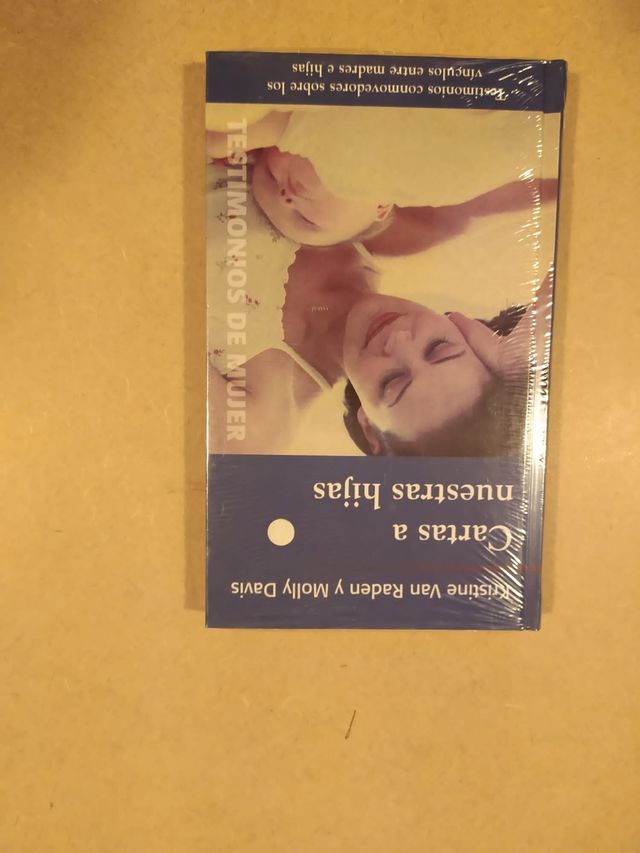 Kristine Van Raden y Molly Davis
Cartas a
nuestras hijas
TESTIMONIOS DE MUJER
Testimonios conmovedores sobre los
vínculos entre madres e hijas